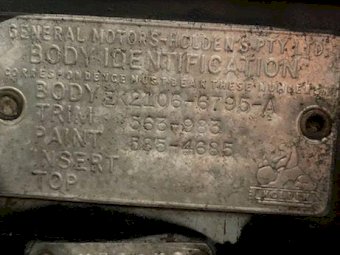 GENERAL MOTORS-HOLDEN'S PTY. LTD.
BODY IDENTIFICATION
CORRESPONDENCE MUST BEAR THESE NUMBERS
BODY EK2106-6795-A
TRIM 563-983
PAINT 585-4685
INSERT
TOP
HOLDEN